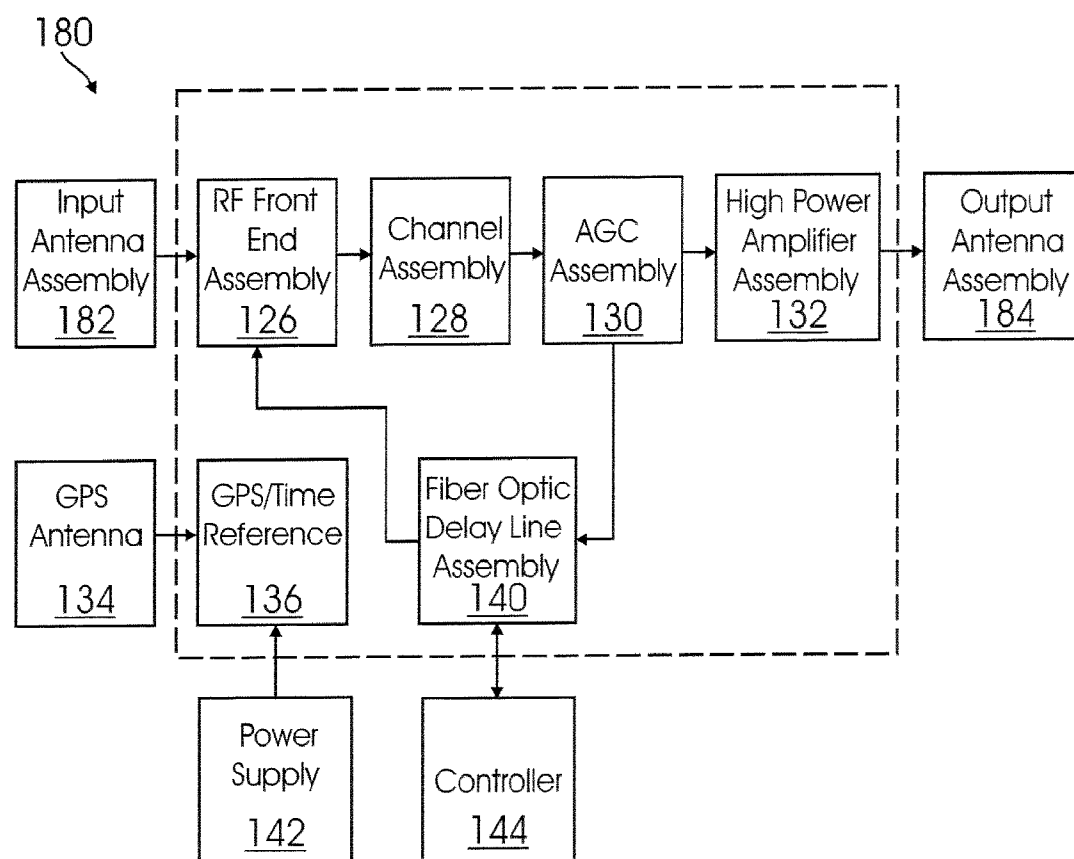 180
Input
Antenna
Assembly
182
RF Front
End
Assembly
126
Channel
Assembly
128
AGC
Assembly
130
High Power
Amplifier
Assembly
132
Output
Antenna
Assembly
184
GPS
Antenna
134
GPS/Time
Reference
136
Fiber Optic
Delay Line
Assembly
140
Power
Supply
142
Controller
144